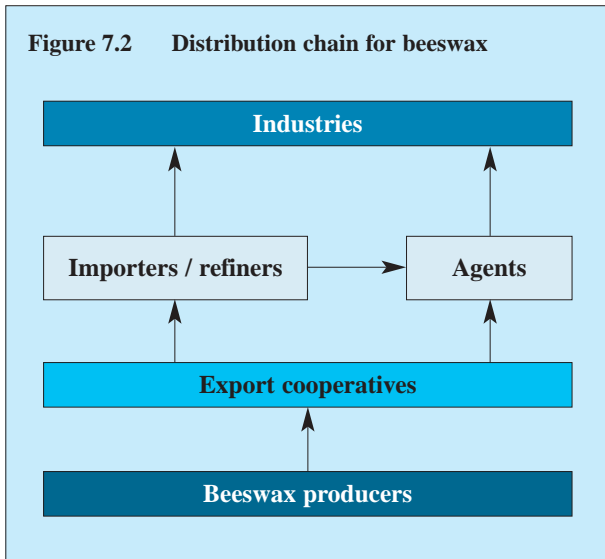 Figure 7.2 Distribution chain for beeswax
Industries
Importers / refiners
Agents
Export cooperatives
Beeswax producers